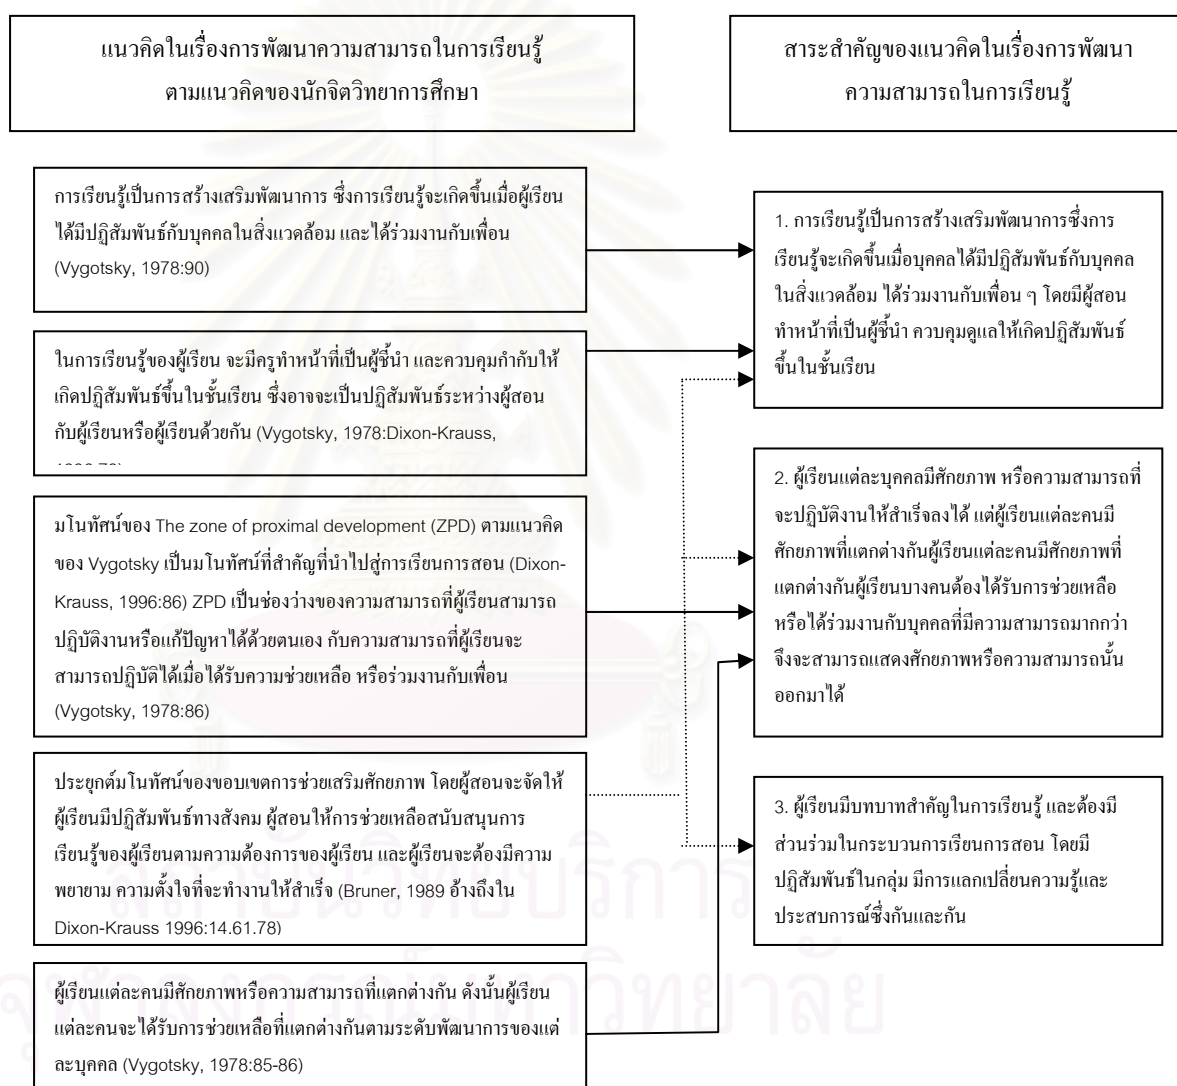 แนวคิดในเรื่องการพัฒนาความสามารถในการเรียนรู้
ตามแนวคิดของนักจิตวิทยาการศึกษา
สาระสำคัญของแนวคิดในเรื่องการพัฒนา
ความสามารถในการเรียนรู้
การเรียนรู้เป็นการสร้างเสริมพัฒนาการ ซึ่งการเรียนรู้จะเกิดขึ้นเมื่อผู้เรียน
ได้มีปฏิสัมพันธ์กับบุคคลในสิ่งแวดล้อม และได้ร่วมงานกับเพื่อน
(Vygotsky, 1978:90)
ในการเรียนรู้ของผู้เรียน จะมีครูทำหน้าที่เป็นผู้ชี้นำ และควบคุมกำกับให้
เกิดปฏิสัมพันธ์ขึ้นในชั้นเรียน ซึ่งอาจจะเป็นปฏิสัมพันธ์ระหว่างผู้สอน
กับผู้เรียนหรือผู้เรียนด้วยกัน (Vygotsky, 1978:Dixon-Krauss,
มโนทัศน์ของ The zone of proximal development (ZPD) ตามแนวคิด
ของ Vygotsky เป็นมโนทัศน์ที่สำคัญที่นำไปสู่การเรียนการสอน (Dixon-
Krauss, 1996:86) ZPD เป็นช่องว่างของความสามารถที่ผู้เรียนสามารถ
ปฏิบัติงานหรือแก้ปัญหาได้ด้วยตนเอง กับความสามารถที่ผู้เรียนจะ
สามารถปฏิบัติได้เมื่อได้รับความช่วยเหลือ หรือร่วมงานกับเพื่อน
(Vygotsky, 1978:86)
ประยุกต์มโนทัศน์ของขอบเขตการช่วยเสริมศักยภาพ โดยผู้สอนจะจัดให้
ผู้เรียนมีปฏิสัมพันธ์ทางสังคม ผู้สอนให้การช่วยเหลือสนับสนุนการ
เรียนรู้ของผู้เรียนตามความต้องการของผู้เรียน และผู้เรียนจะต้องมีความ
พยายาม ความตั้งใจที่จะทำงานให้สำเร็จ (Bruner, 1989 อ้างถึงใน
Dixon-Krauss 1996:14.61.78)
ผู้เรียนแต่ละคนมีศักยภาพหรือความสามารถที่แตกต่างกัน ดังนั้นผู้เรียน
แต่ละคนจะได้รับการช่วยเหลือที่แตกต่างกันตามระดับพัฒนาการของแต่
ละบุคคล (Vygotsky, 1978:85-86)
1. การเรียนรู้เป็นการสร้างเสริมพัฒนาการซึ่งการ
เรียนรู้จะเกิดขึ้นเมื่อบุคคลได้มีปฏิสัมพันธ์กับบุคคล
ในสิ่งแวดล้อม ได้ร่วมงานกับเพื่อน ๆ โดยมีผู้สอน
ทำหน้าที่เป็นผู้ชี้นำ ควบคุมดูแลให้เกิดปฏิสัมพันธ์
ขึ้นในชั้นเรียน
2. ผู้เรียนแต่ละบุคคลมีศักยภาพ หรือความสามารถที่
จะปฏิบัติงานให้สำเร็จลงได้ แต่ผู้เรียนแต่ละคนมี
ศักยภาพที่แตกต่างกันผู้เรียนแต่ละคนมีศักยภาพที่
แตกต่างกันผู้เรียนบางคนต้องได้รับการช่วยเหลือ
หรือได้ร่วมงานกับบุคคลที่มีความสามารถมากกว่า
จึงจะสามารถแสดงศักยภาพหรือความสามารถนั้น
ออกมาได้
3. ผู้เรียนมีบทบาทสำคัญในการเรียนรู้ และต้องมี
ส่วนร่วมในกระบวนการเรียนการสอน โดยมี
ปฏิสัมพันธ์ในกลุ่ม มีการแลกเปลี่ยนความรู้และ
ประสบการณ์ซึ่งกันและกัน
สถาบันวิทยบริการ
จุฬาลงกรณ์มหาวิทยาลัย